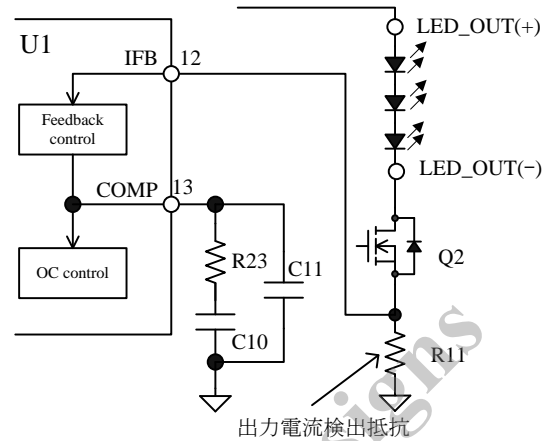 U1
LED_OUT(+)
IFB
12
Feedback
control
COMP
13
LED_OUT(−)
OC control
R23
C11
C10
Q2
R11
出力電流検出抵抗
signs